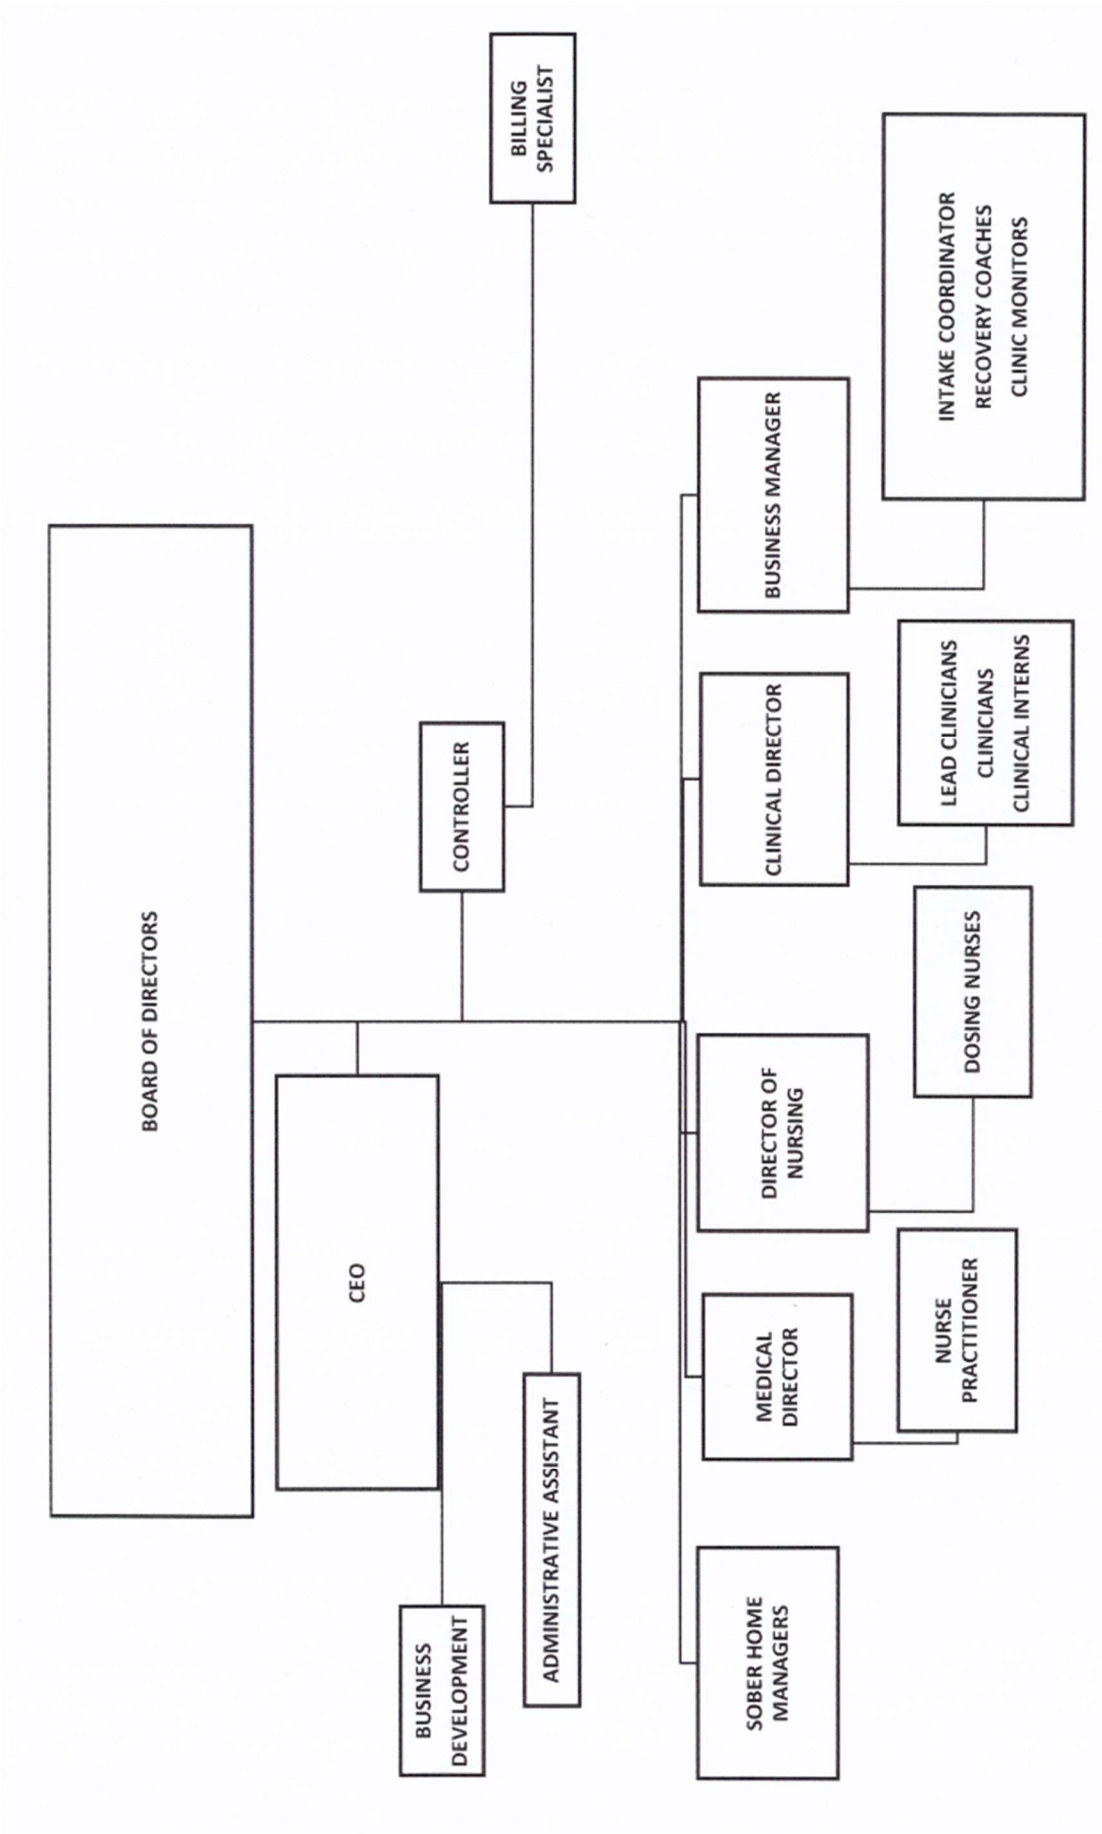 BOARD OF DIRECTORS
CEO
CONTROLLER
BUSINESS
DEVELOPMENT
ADMINISTRATIVE ASSISTANT
BILLING
SPECIALIST
SOBER HOME
MANAGERS
MEDICAL
DIRECTOR
DIRECTOR OF
NURSING
CLINICAL DIRECTOR
BUSINESS MANAGER
NURSE
PRACTITIONER
DOSING NURSES
LEAD CLINICIANS
CLINICIANS
CLINICAL INTERNS
INTAKE COORDINATOR
RECOVERY COACHES
CLINIC MONITORS